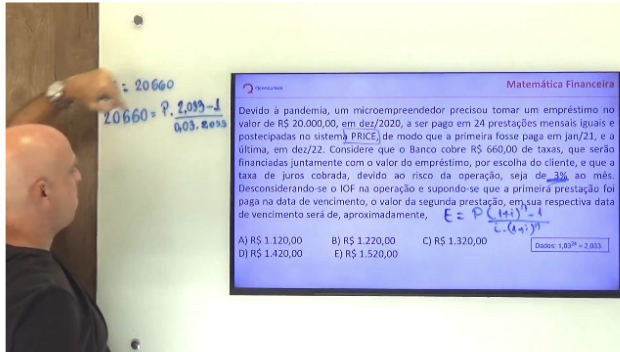 : 20660
20660 = P. 2,033-1
0,03. 2033
Matemática Financeira
Devido à pandemia, um microempreendedor precisou tomar um empréstimo no
valor de R$ 20.000,00, em dez/2020, a ser pago em 24 prestações mensais iguais e
postecipadas no sistema PRICE, de modo que a primeira fosse paga em jan/21, e a
última, em dez/22. Considere que o Banco cobre R$ 660,00 de taxas, que serão
financiadas juntamente com o valor do empréstimo, por escolha do cliente, e que a
taxa de juros cobrada, devido ao risco da operação, seja de 3% ao mês.
Desconsiderando-se o IOF na operação e supondo-se que a primeira prestação foi
paga na data de vencimento, o valor da segunda prestação, em sua respectiva data
de vencimento será de, aproximadamente, E = P (1+i)ⁿ - 1
i.(1+i)ⁿ
A) R$ 1.120,00 B) R$ 1.220,00 C) R$ 1.320,00
D) R$ 1.420,00 E) R$ 1.520,00
Dados: 1,03²⁴ = 2,033.